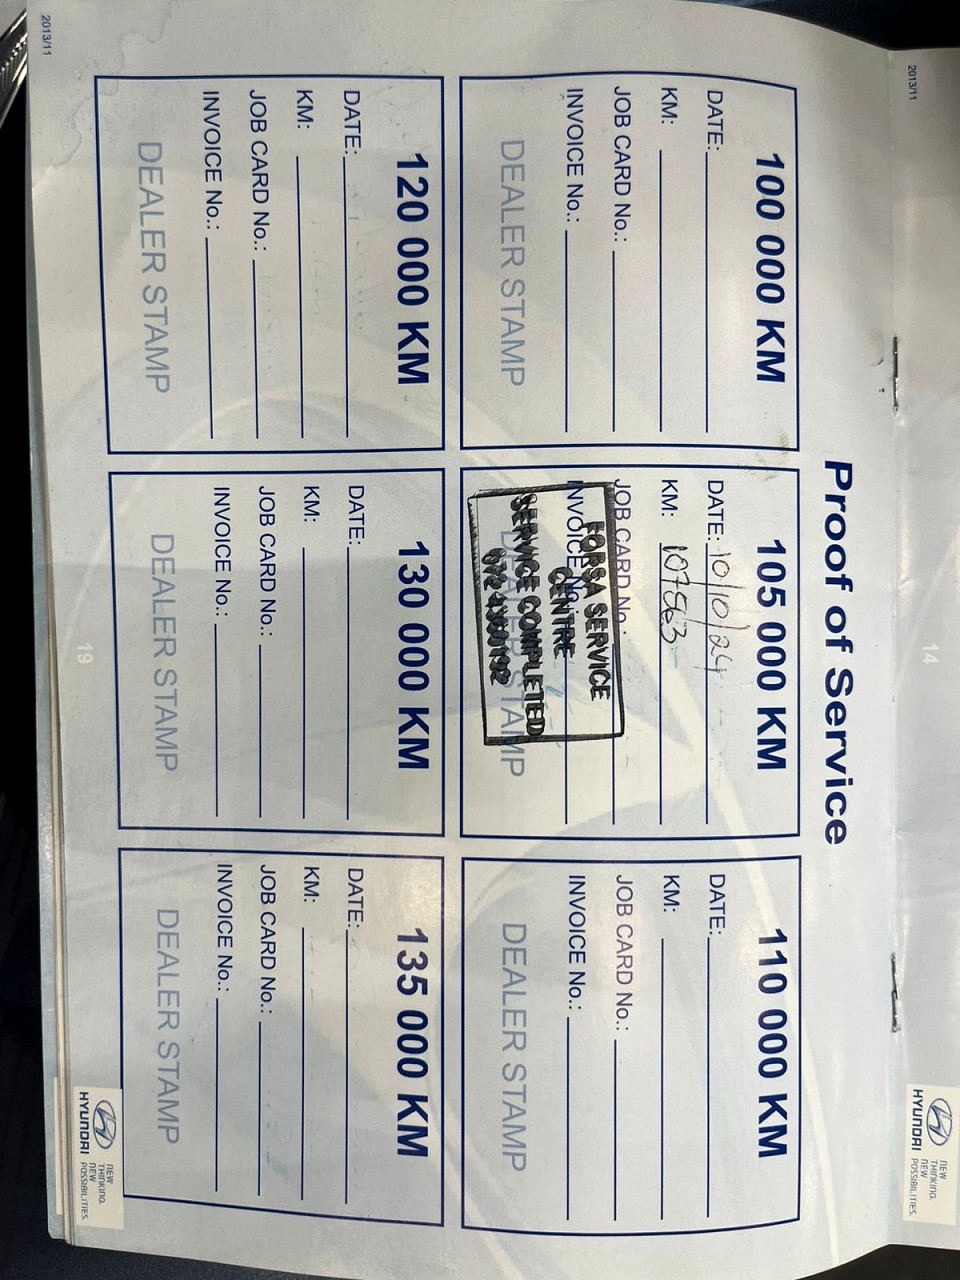 Proof of Service
100 000 KM
DATE:
KM:
JOB CARD No.:
INVOICE No.:
DEALER STAMP
105 000 KM
DATE: 10/10/24
KM: 107563
JOB CARD No.:
INVOICE No.:
DEALER STAMP
FORSA SERVICE
CENTRE
SERVICE COMPLETED
110 000 KM
DATE:
KM:
JOB CARD No.:
INVOICE No.:
DEALER STAMP
120 000 KM
DATE:
KM:
JOB CARD No.:
INVOICE No.:
DEALER STAMP
130 000 KM
DATE:
KM:
JOB CARD No.:
INVOICE No.:
DEALER STAMP
135 000 KM
DATE:
KM:
JOB CARD No.:
INVOICE No.:
DEALER STAMP
2013/11
19
HYUNDAI
NEW
THINKING.
NEW
POSSIBILITIES.
2013/11
14
HYUNDAI
NEW
THINKING.
NEW
POSSIBILITIES.